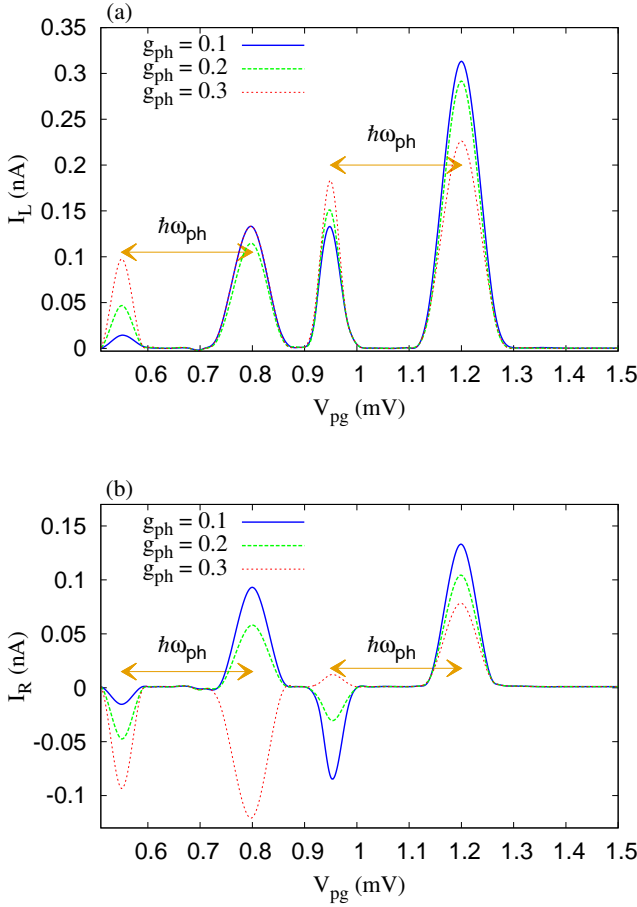 (a)
g_ph = 0.1
g_ph = 0.2
g_ph = 0.3
0.35
0.3
0.25
0.2
0.15
0.1
0.05
0
I_L (nA)
ħω_ph
ħω_ph
0.6 0.7 0.8 0.9 1 1.1 1.2 1.3 1.4 1.5
V_pg (mV)
(b)
g_ph = 0.1
g_ph = 0.2
g_ph = 0.3
0.15
0.1
0.05
0
-0.05
-0.1
I_R (nA)
ħω_ph
ħω_ph
0.6 0.7 0.8 0.9 1 1.1 1.2 1.3 1.4 1.5
V_pg (mV)